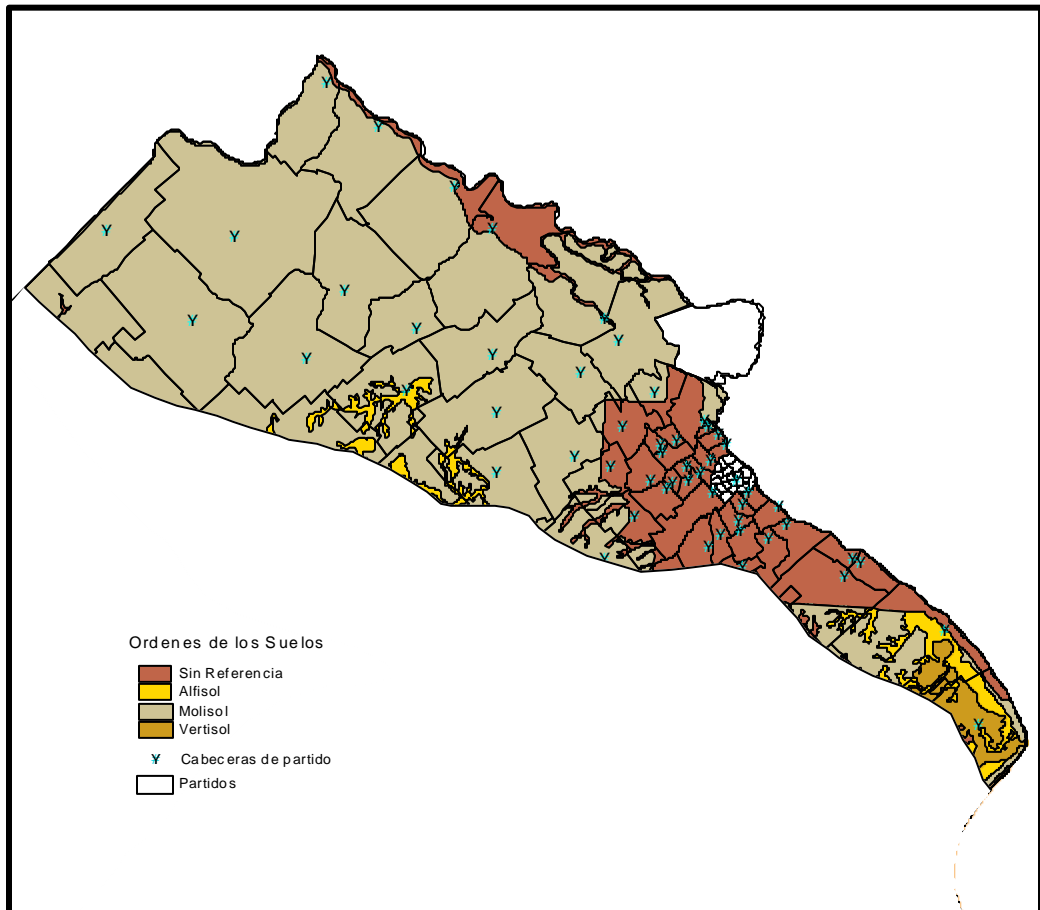 Ordenes de los Suelos
Sin Referencia
Alfisol
Molisol
Vertisol
Cabeceras de partido
Partidos